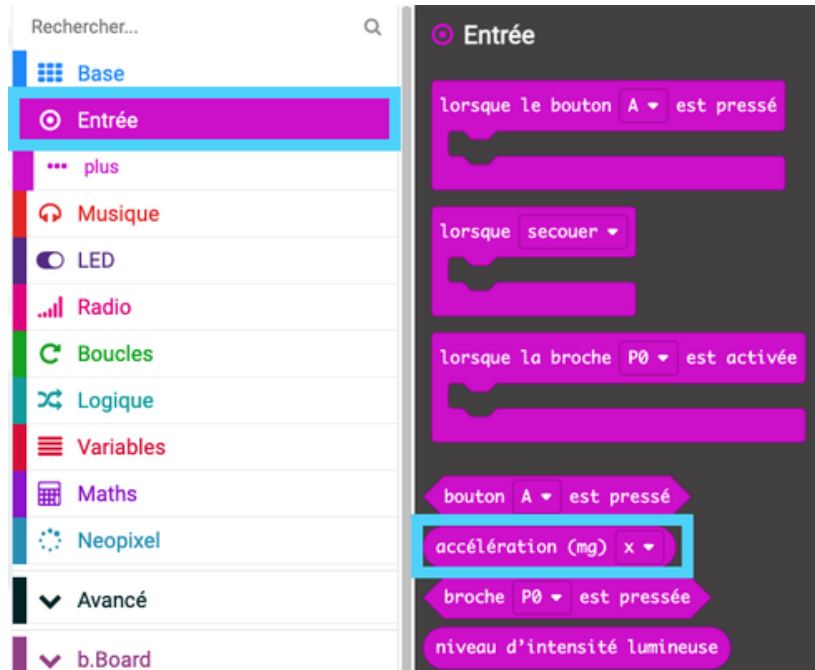 Rechercher...
Base
Entrée
plus
Musique
LED
Radio
Boucles
Logique
Variables
Maths
Neopixel
Avancé
b.Board
Entrée
lorsque le bouton A est pressé
lorsque secouer
lorsque la broche P0 est activée
bouton A est pressé
accélération (mg) x
broche P0 est pressée
niveau d'intensité lumineuse